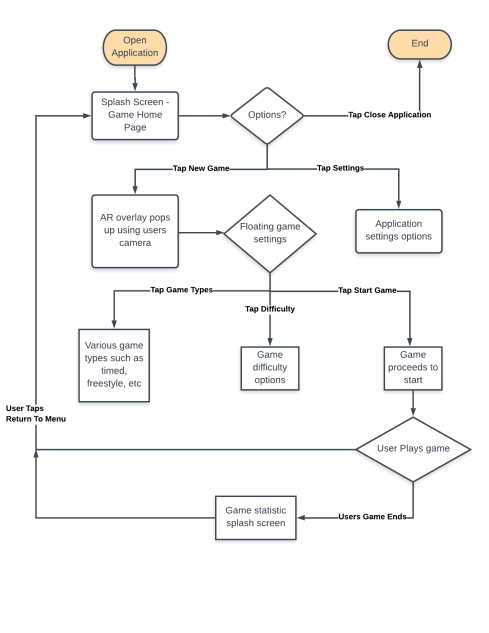 Open
Application
End
Splash Screen -
Game Home
Page
Options?
Tap Close Application
Tap New Game
Tap Settings
AR overlay pops
up using users
camera
Floating game
settings
Application
settings options
Tap Game Types
Tap Start Game
Tap Difficulty
Various game
types such as
timed,
freestyle, etc
Game
difficulty
options
Game
proceeds to
start
User Taps
Return To Menu
User Plays game
Game statistic
splash screen
Users Game Ends